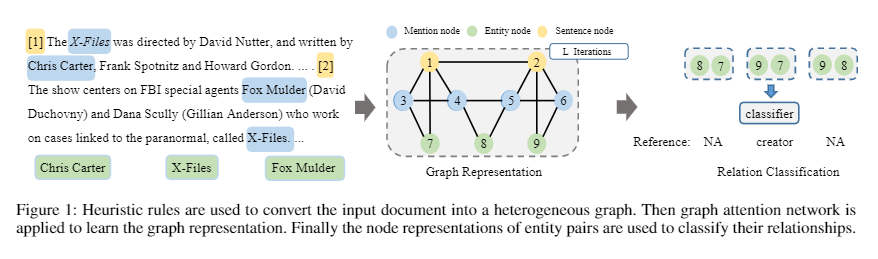 [1] The X-Files was directed by David Nutter, and written by
Chris Carter, Frank Spotnitz and Howard Gordon. ... [2]
The show centers on FBI special agents Fox Mulder (David
Duchovny) and Dana Scully (Gillian Anderson) who work
on cases linked to the paranormal, called X-Files. ...
Chris Carter X-Files Fox Mulder
Mention node Entity node Sentence node
L Iterations
1 2
3 4 5 6
7 8 9
Graph Representation
8 7 9 7 9 8
classifier
Reference: NA creator NA
Relation Classification
Figure 1: Heuristic rules are used to convert the input document into a heterogeneous graph. Then graph attention network is
applied to learn the graph representation. Finally the node representations of entity pairs are used to classify their relationships.